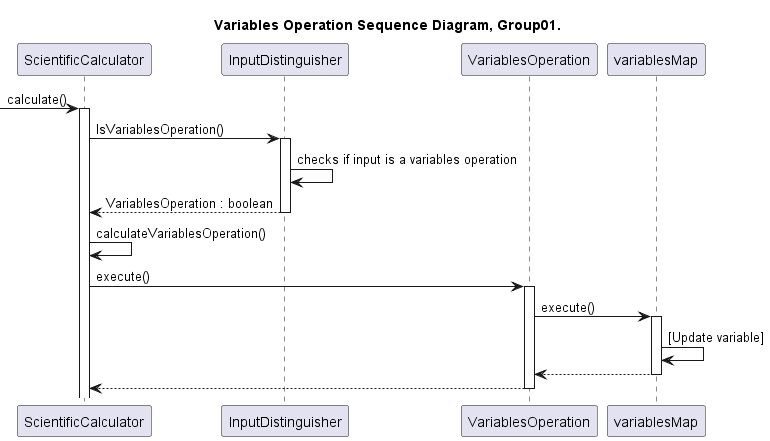 Variables Operation Sequence Diagram, Group01.
ScientificCalculator
InputDistinguisher
VariablesOperation
variablesMap
calculate()
IsVariablesOperation()
checks if input is a variables operation
VariablesOperation : boolean
calculateVariablesOperation()
execute()
execute()
[Update variable]
ScientificCalculator
InputDistinguisher
VariablesOperation
variablesMap